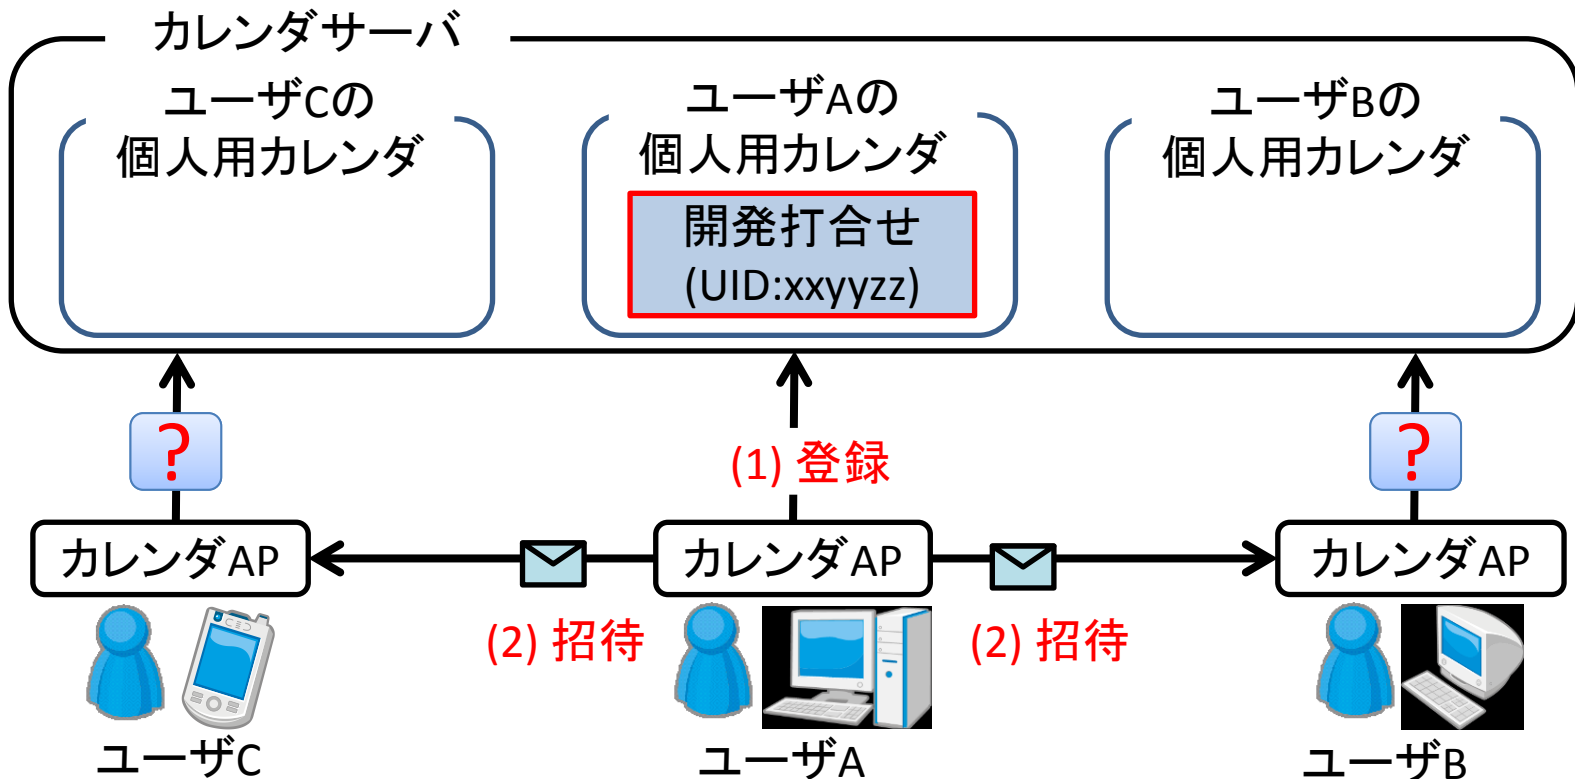 カレンダサーバ
ユーザCの
個人用カレンダ
ユーザAの
個人用カレンダ
開発打合せ
(UID:xxyyzz)
ユーザBの
個人用カレンダ
?
(1) 登録
?
カレンダAP
カレンダAP
カレンダAP
(2) 招待
(2) 招待
ユーザC
ユーザA
ユーザB